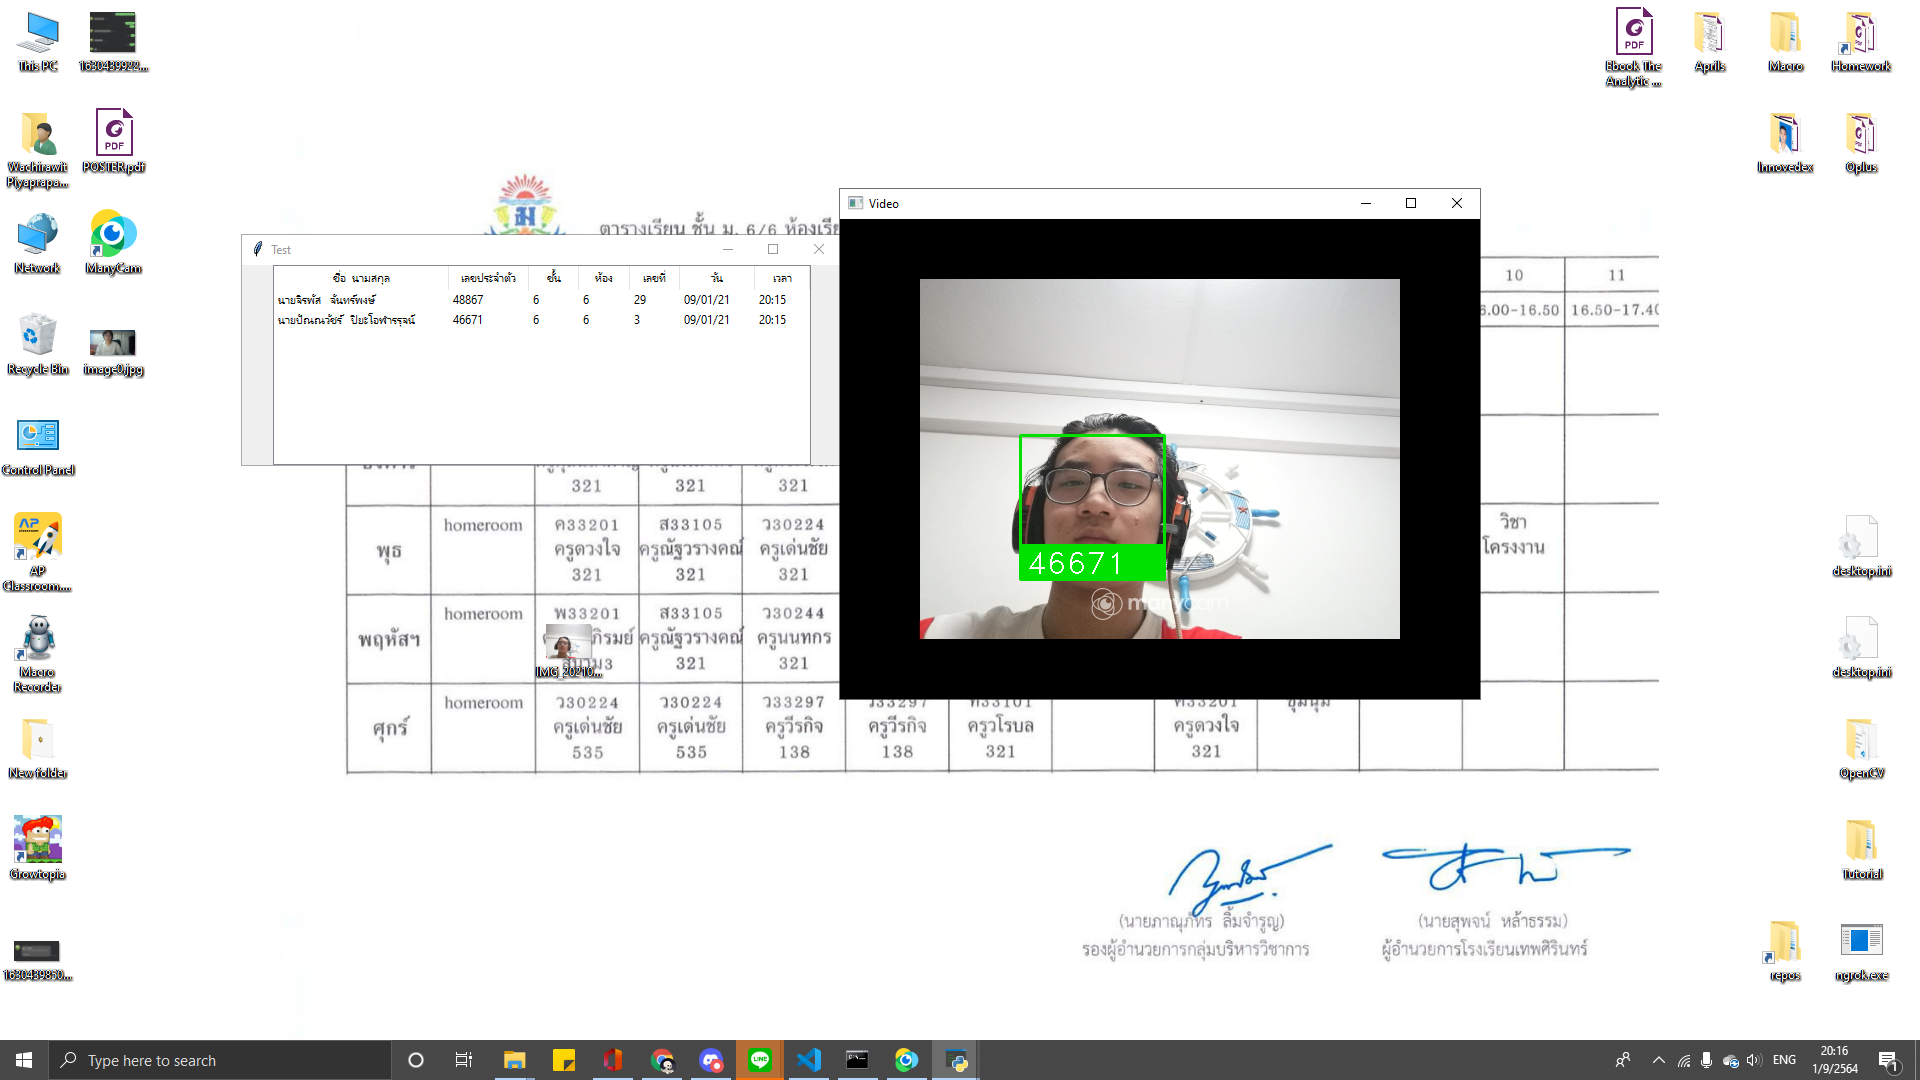 This PC
1630439922...
Wachirawit
Piyaprapa...
POSTER.pdf
Network
ManyCam
Recycle Bin
image0.jpg
Control Panel
AP
Classroom....
Macro
Recorder
New folder
Growtopia
1630439850...
Ebook The
Analytic ...
Aprils
Macro
Homework
Innovedex
Oplus
desktop.ini
desktop.ini
OpenCV
Tutorial
repos
ngrok.exe
ตารางเรียน ชั้น ม. 6/6
Test
ชื่อ นามสกุล เลขประจำตัว ชั้น ห้อง เลขที่ วัน เวลา
นายจิรพัส จันทร์พงษ์ 48867 6 6 29 09/01/21 20:15
นายปัณณวัชร์ ปิยะโอฬารรุจน์ 46671 6 6 3 09/01/21 20:15
Video
46671
manycam
10 11
6.00-16.50 16.50-17.40
321 321 321
พุธ
homeroom
ค33201 ส33105 ว30224
ครูดวงใจ ครูณัฐวรางคณ์ ครูเด่นชัย
321 321 321
วิชา
โครงงาน
พฤหัสฯ
homeroom
พ33201 ส33105 ว30244
ภิรมย์ ครูณัฐวรางคณ์ ครูนนทกร
สนาม3 321 321
IMG_20210...
ศุกร์
homeroom
ว30224 ว30224 ว33297 ว33297 ค33201 ชุมนุม
ครูเด่นชัย ครูเด่นชัย ครูวีรกิจ ครูวีรกิจ ครูวโรบล ครูดวงใจ
535 535 138 138 321 321
(นายภาณุภัทร ลิ้มจำรูญ)
รองผู้อำนวยการกลุ่มบริหารวิชาการ
(นายสุพจน์ หล้าธรรม)
ผู้อำนวยการโรงเรียนเทพศิรินทร์
Type here to search
ENG
20:16
1/9/2564